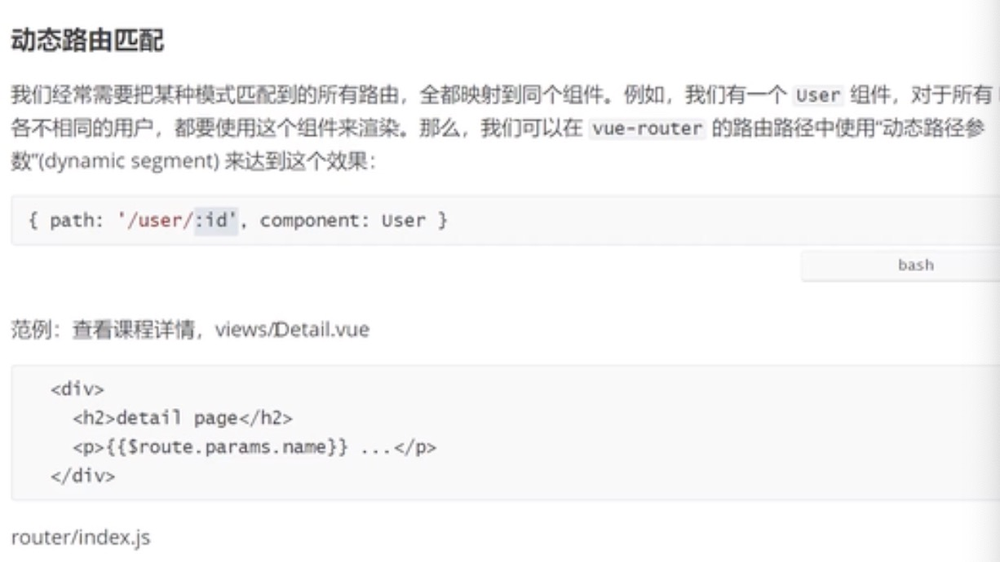 动态路由匹配
我们经常需要把某种模式匹配到的所有路由，全都映射到同个组件。例如，我们有一个 User 组件，对于所有
各不相同的用户，都要使用这个组件来渲染。那么，我们可以在 vue-router 的路由路径中使用“动态路径参
数”(dynamic segment) 来达到这个效果：
{ path: '/user/:id', component: User }
bash
范例：查看课程详情，views/Detail.vue
<div>
<h2>detail page</h2>
<p>{{$route.params.name}} ...</p>
</div>
router/index.js